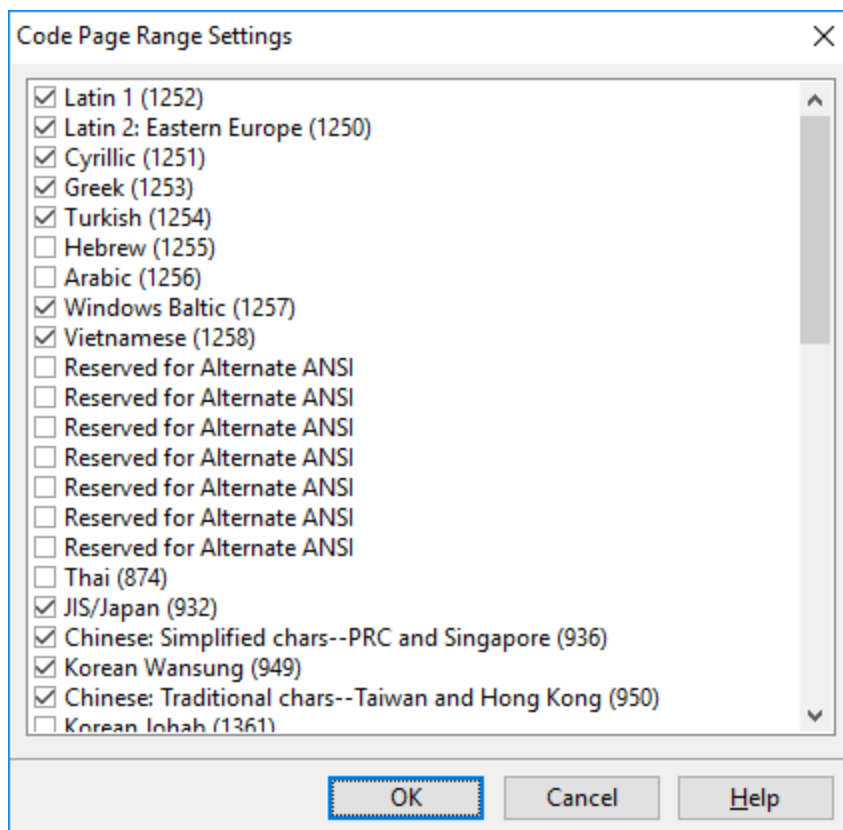 Code Page Range Settings
Latin 1 (1252)
Latin 2: Eastern Europe (1250)
Cyrillic (1251)
Greek (1253)
Turkish (1254)
Hebrew (1255)
Arabic (1256)
Windows Baltic (1257)
Vietnamese (1258)
Reserved for Alternate ANSI
Reserved for Alternate ANSI
Reserved for Alternate ANSI
Reserved for Alternate ANSI
Reserved for Alternate ANSI
Reserved for Alternate ANSI
Reserved for Alternate ANSI
Thai (874)
JIS/Japan (932)
Chinese: Simplified chars--PRC and Singapore (936)
Korean Wansung (949)
Chinese: Traditional chars--Taiwan and Hong Kong (950)
Korean Johab (1361)
OK Cancel Help